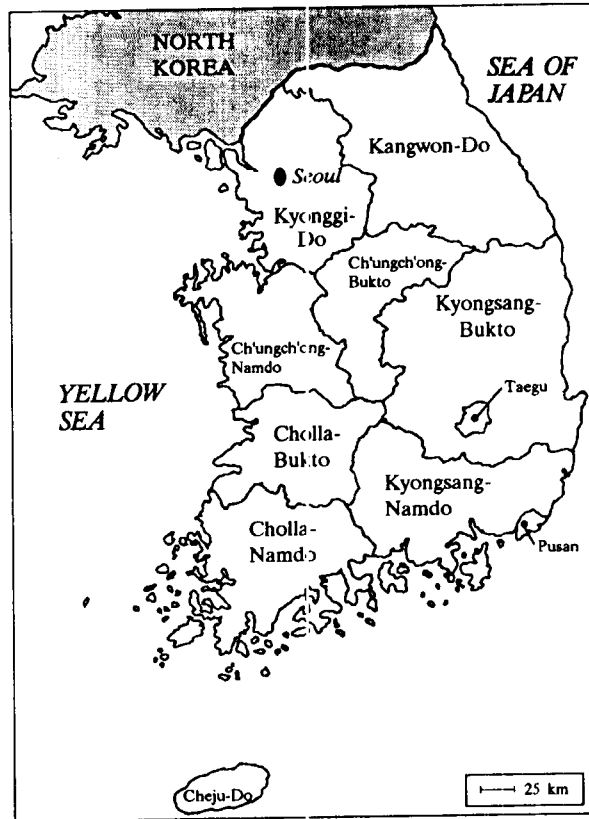 NORTH
KOREA
SEA OF
JAPAN
Kangwon-Do
Seoul
Kyonggi-
Do
Ch'ungch'ong-
Bukto
Kyongsang-
Bukto
Ch'ungch'ong-
Namdo
YELLOW
SEA
Taegu
Cholla-
Bukto
Kyongsang-
Namdo
Cholla-
Namdo
Pusan
Cheju-Do
25 km